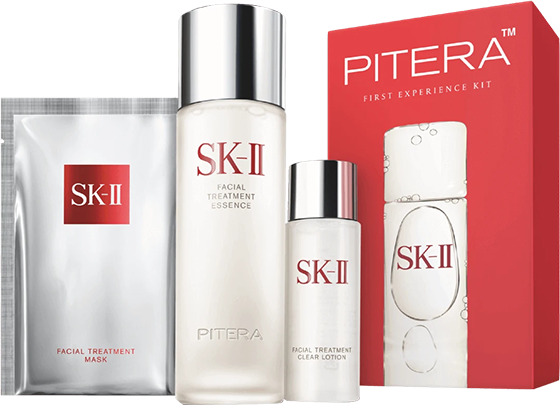 SK-II
FACIAL TREATMENT
MASK
SK-II
FACIAL
TREATMENT
ESSENCE
PITERA
SK-II
FACIAL TREATMENT
CLEAR LOTION
PITERA™
FIRST EXPERIENCE KIT
SK-II